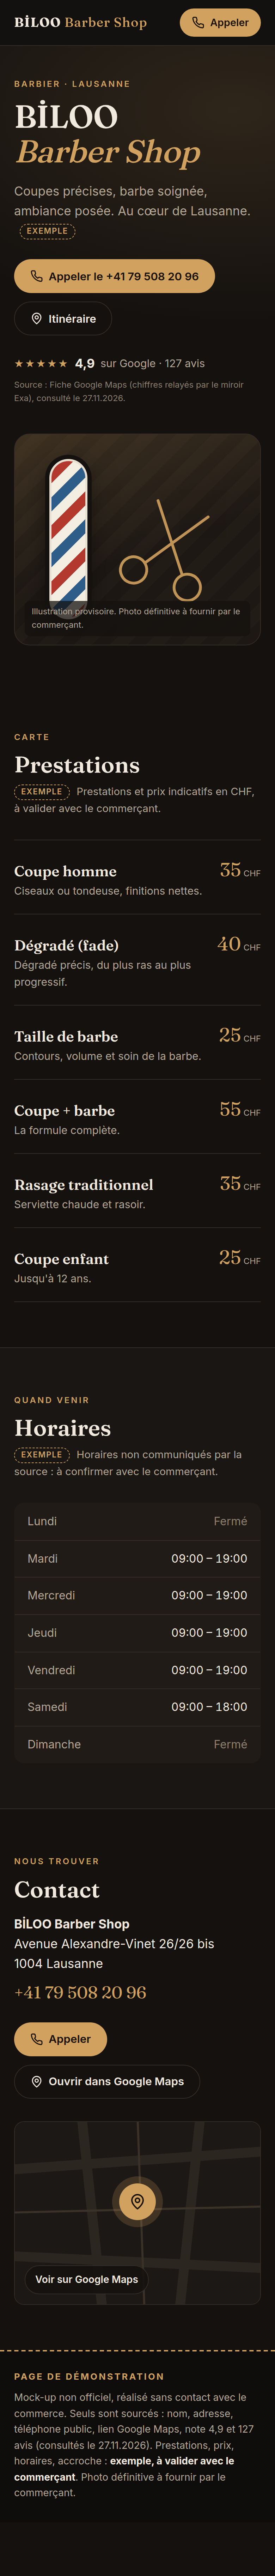 BİLOO Barber Shop
Appeler
BARBIER · LAUSANNE
BİLOO
Barber Shop
Coupes précises, barbe soignée,
ambiance posée. Au cœur de Lausanne.
EXEMPLE
Appeler le +41 79 508 20 96
Itinéraire
★★★★★ 4,9 sur Google · 127 avis
Source : Fiche Google Maps (chiffres relayés par le miroir
Exa), consulté le 27.11.2026.
Illustration provisoire. Photo définitive à fournir par le
commerçant.
CARTE
Prestations
EXEMPLE Prestations et prix indicatifs en CHF,
à valider avec le commerçant.
Coupe homme 35 CHF
Ciseaux ou tondeuse, finitions nettes.
Dégradé (fade) 40 CHF
Dégradé précis, du plus ras au plus
progressif.
Taille de barbe 25 CHF
Contours, volume et soin de la barbe.
Coupe + barbe 55 CHF
La formule complète.
Rasage traditionnel 35 CHF
Serviette chaude et rasoir.
Coupe enfant 25 CHF
Jusqu'à 12 ans.
QUAND VENIR
Horaires
EXEMPLE Horaires non communiqués par la
source : à confirmer avec le commerçant.
Lundi Fermé
Mardi 09:00 – 19:00
Mercredi 09:00 – 19:00
Jeudi 09:00 – 19:00
Vendredi 09:00 – 19:00
Samedi 09:00 – 18:00
Dimanche Fermé
NOUS TROUVER
Contact
BİLOO Barber Shop
Avenue Alexandre-Vinet 26/26 bis
1004 Lausanne
+41 79 508 20 96
Appeler
Ouvrir dans Google Maps
Voir sur Google Maps
PAGE DE DÉMONSTRATION
Mock-up non officiel, réalisé sans contact avec le
commerce. Seuls sont sourcés : nom, adresse,
téléphone public, lien Google Maps, note 4,9 et 127
avis (consultés le 27.11.2026). Prestations, prix,
horaires, accroche : exemple, à valider avec le
commerçant. Photo définitive à fournir par le
commerçant.